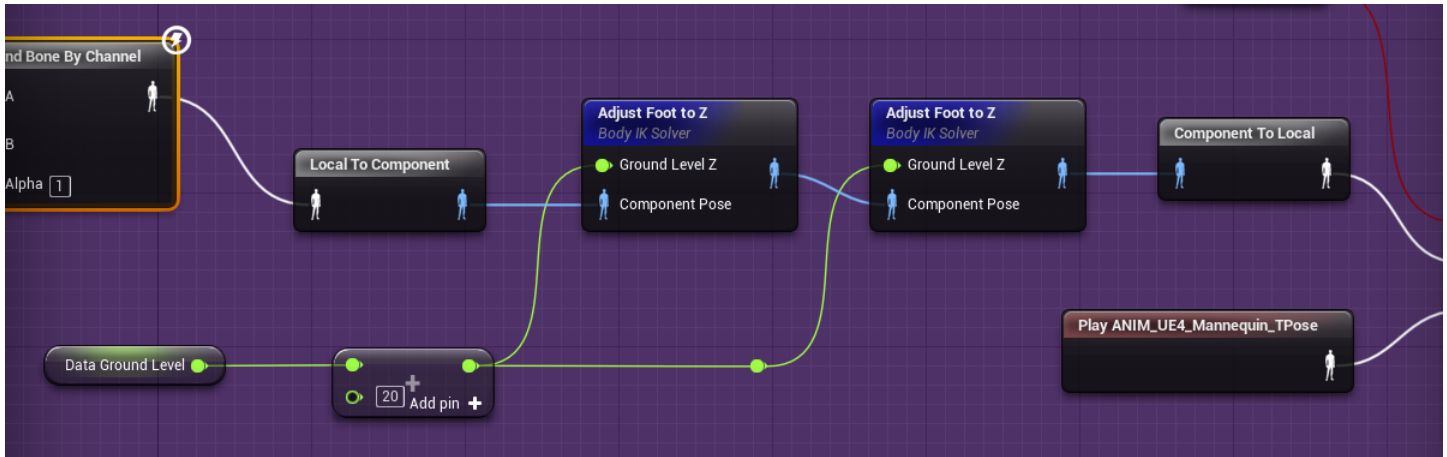 nd Bone By Channel
A
B
Alpha 1
Local To Component
Adjust Foot to Z
Body IK Solver
Ground Level Z
Component Pose
Adjust Foot to Z
Body IK Solver
Ground Level Z
Component Pose
Component To Local
Data Ground Level
20 Add pin +
Play ANIM_UE4_Mannequin_TPose